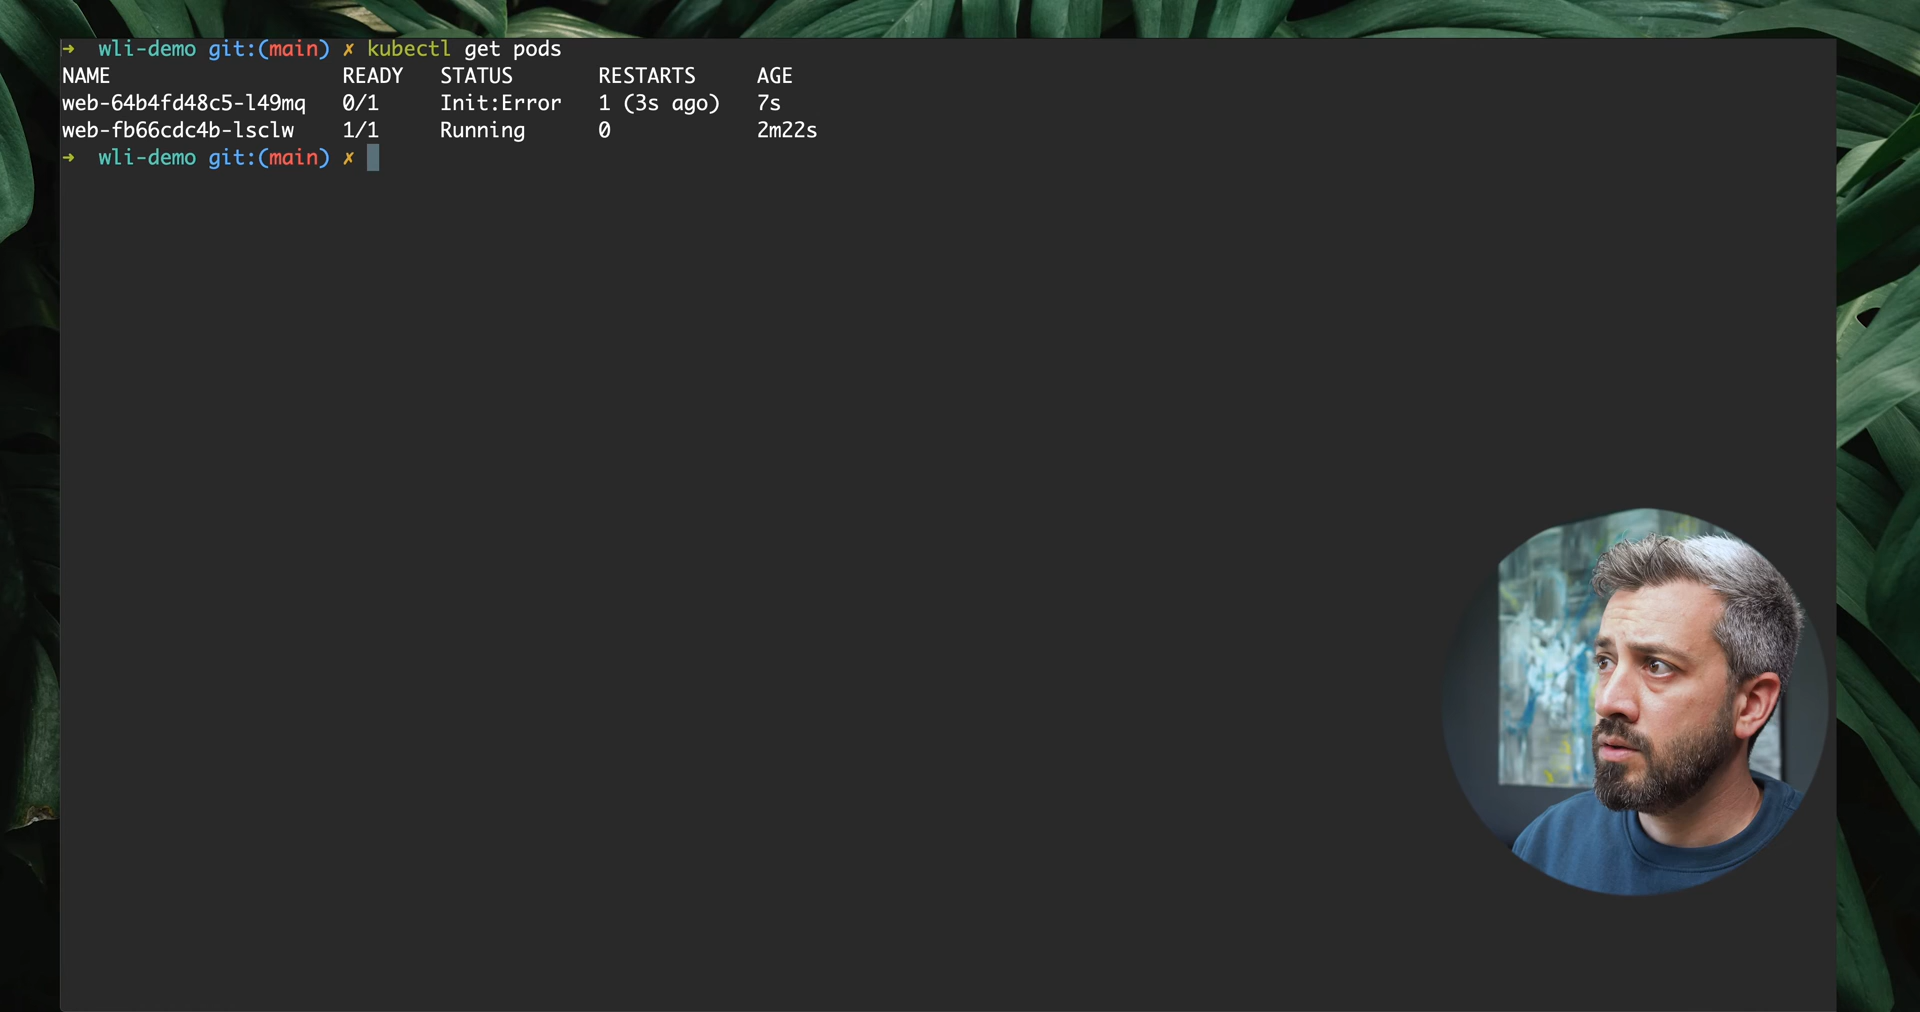 ➜  wli-demo git:(main) ✗ kubectl get pods
NAME                   READY   STATUS       RESTARTS     AGE
web-64b4fd48c5-l49mq   0/1     Init:Error   1 (3s ago)   7s
web-fb66cdc4b-lsclw    1/1     Running      0            2m22s
➜  wli-demo git:(main) ✗